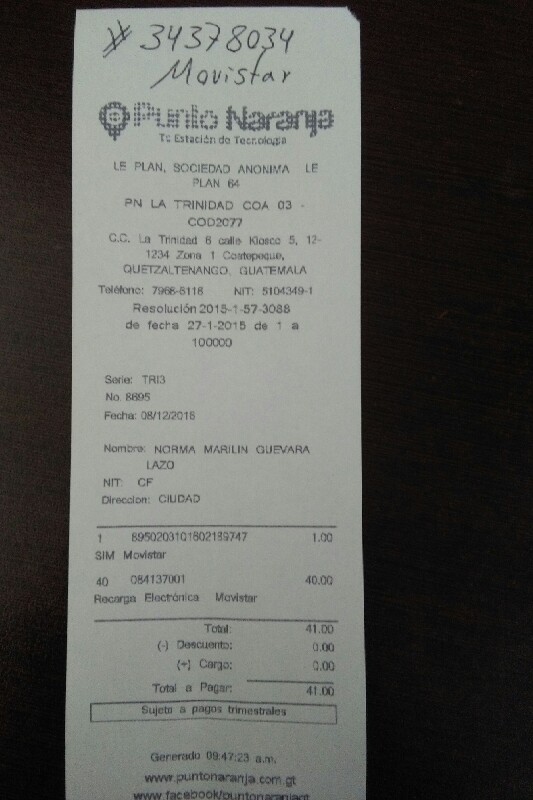 # 34378034
Movistar
Punto Naranja
Tu Estación de Tecnología
LE PLAN, SOCIEDAD ANONIMA LE
PLAN 64
PN LA TRINIDAD COA 03 -
COD2077
C.C. La Trinidad 6 calle Kiosco 5, 12-
1234 Zona 1 Coatepeque,
QUETZALTENANGO, GUATEMALA
Teléfono: 7968-8116 NIT: 5104349-1
Resolución 2015-1-57-3088
de fecha 27-1-2015 de 1 a
100000
Serie: TRI3
No. 8695
Fecha: 08/12/2016
Nombre: NORMA MARILIN GUEVARA
LAZO
NIT: CF
Direccion: CIUDAD
1 8950203101802189747 1.00
SIM Movistar
40 084137001 40.00
Recarga Electrónica Movistar
Total: 41.00
(-) Descuento: 0.00
(+) Cargo: 0.00
Total a Pagar: 41.00
Sujeto a pagos trimestrales
Generado 09:47:23 a.m.
www.puntonaranja.com.gt
www.facebook/puntonaranjagt